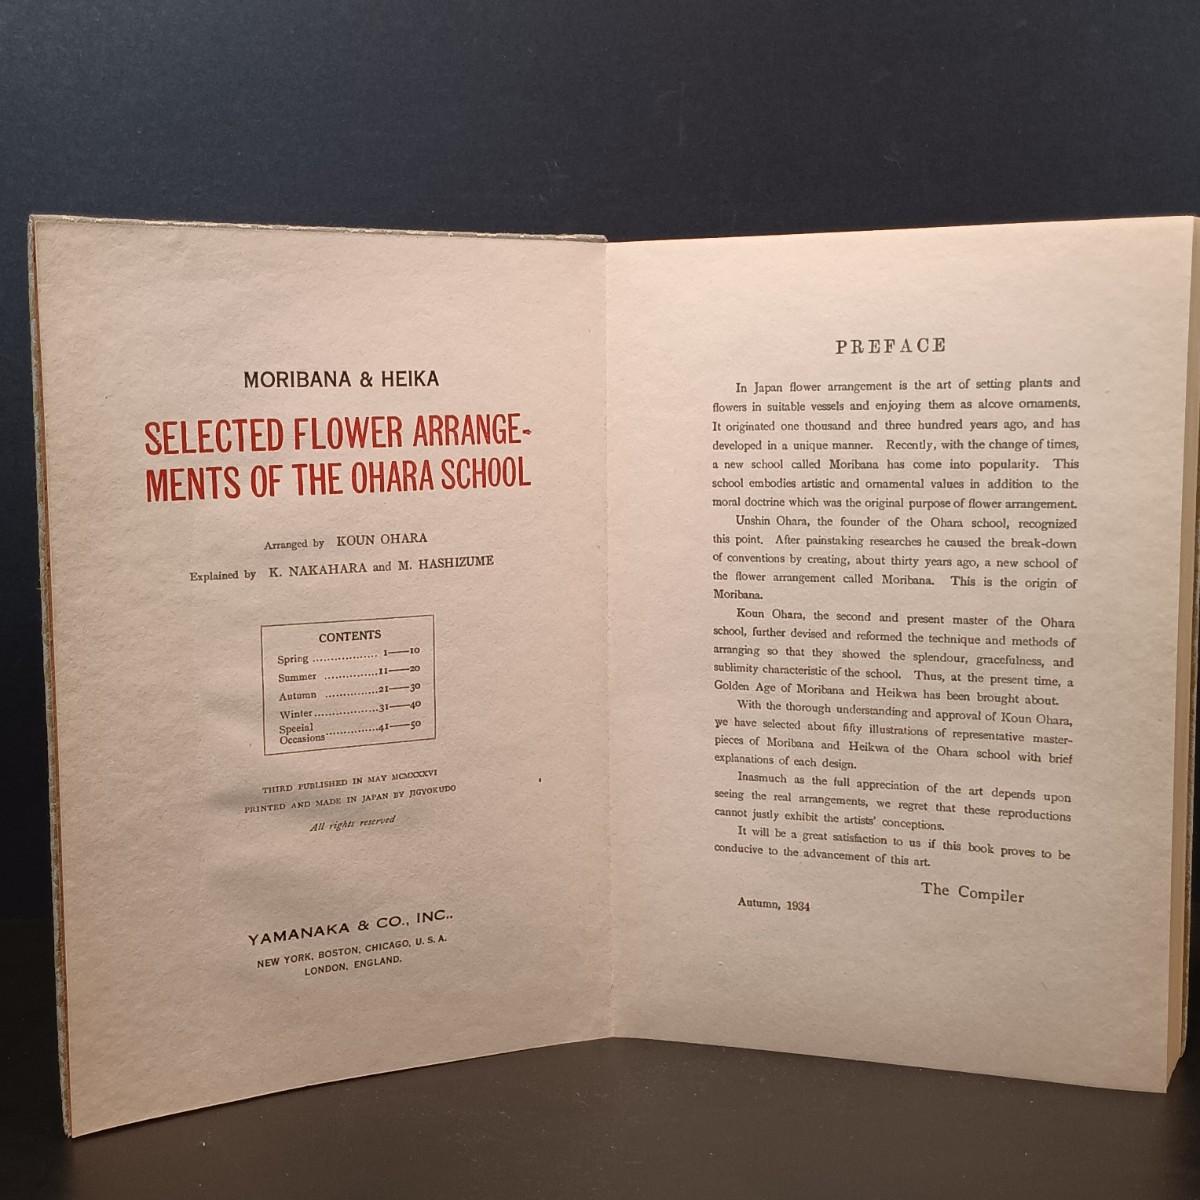 MORIBANA & HEIKA
SELECTED FLOWER ARRANGE-
MENTS OF THE OHARA SCHOOL
Arranged by KOUN OHARA
Explained by K. NAKAHARA and M. HASHIZUME
CONTENTS
Spring .................. 1——10
Summer ...............11——20
Autumn ...............21——30
Winter..................31——40
Speeial
Occasions..............41——50
THIRD PUBLISHED IN MAY MCMXXXVI
PRINTED AND MADE IN JAPAN BY JIGYOKUDO
All rights reserved
YAMANAKA & CO., INC..
NEW YORK, BOSTON, CHICAGO, U. S. A.
LONDON, ENGLAND.
PREFACE
In Japan flower arrangement is the art of setting plants and
flowers in suitable vessels and enjoying them as alcove ornaments.
It originated one thousand and three hundred years ago, and has
developed in a unique manner. Recently, with the change of times,
a new school called Moribana has come into popularity. This
school embodies artistic and ornamental values in addition to the
moral doctrine which was the original purpose of flower arrangement.
Unshin Ohara, the founder of the Ohara school, recognized
this point. After painstaking researches he caused the break-down
of conventions by creating, about thirty years ago, a new school of
the flower arrangement called Moribana. This is the origin of
Moribana.
Koun Ohara, the second and present master of the Ohara
school, further devised and reformed the technique and methods of
arranging so that they showed the splendour, gracefulness, and
sublimity characteristic of the school. Thus, at the present time, a
Golden Age of Moribana and Heikwa has been brought about.
With the thorough understanding and approval of Koun Ohara,
we have selected about fifty illustrations of representative master-
pieces of Moribana and Heikwa of the Ohara school with brief
explanations of each design.
Inasmuch as the full appreciation of the art depends upon
seeing the real arrangements, we regret that these reproductions
cannot justly exhibit the artists' conceptions.
It will be a great satisfaction to us if this book proves to be
conducive to the advancement of this art.
The Compiler
Autumn, 1934